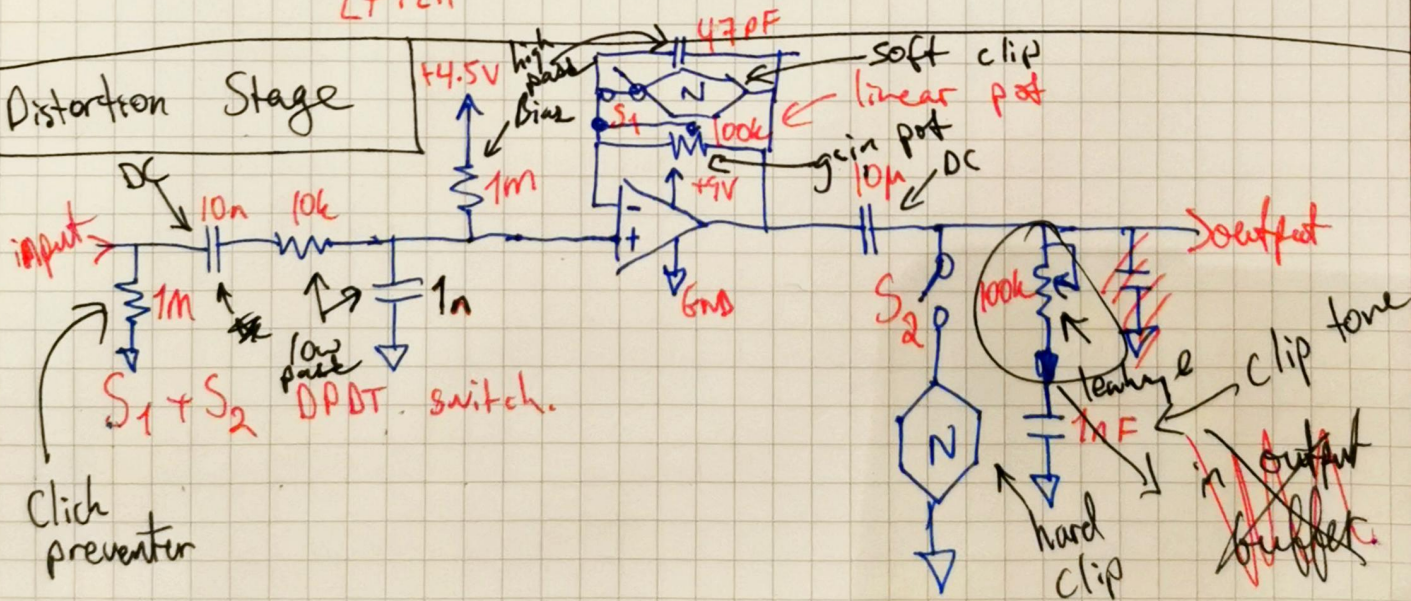 47pF
high
pass
soft clip
+4.5V
Distortion Stage
N
linear pot
Bias
S1
100k
gain pot
DC
1M
+9V
10µ
DC
10n
10k
input
-
+
output
1M
1n
GND
S2
100k
low
pass
clip tone
leakage
S1 + S2 DPDT switch.
1nF
N
in output
buffer
Click
preventer
hard
clip